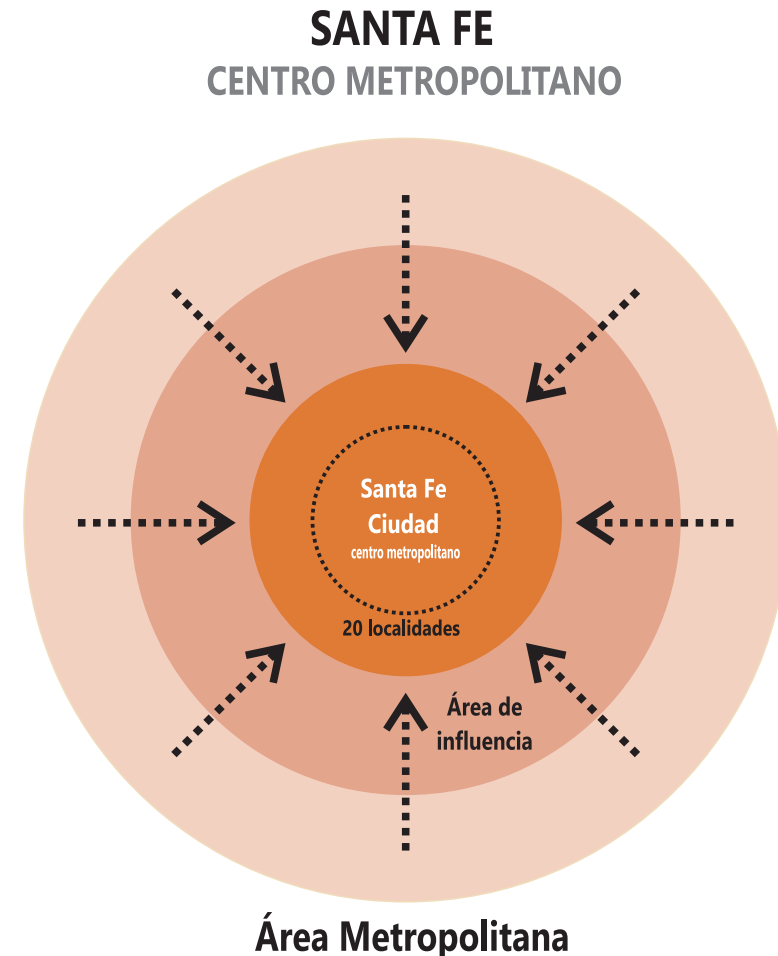 SANTA FE
CENTRO METROPOLITANO
Santa Fe
Ciudad
centro metropolitano
20 localidades
Área de
influencia
Área Metropolitana